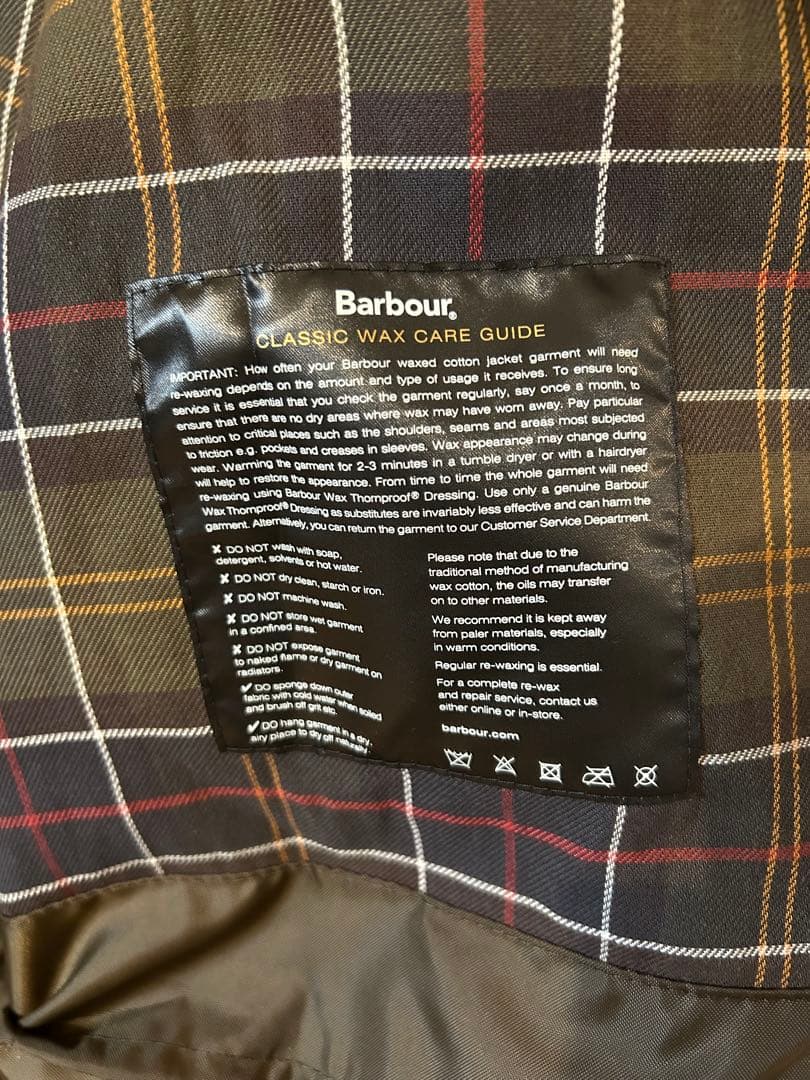 Barbour®
CLASSIC WAX CARE GUIDE
IMPORTANT: How often your Barbour waxed cotton jacket garment will need
re-waxing depends on the amount and type of usage it receives. To ensure long
service it is essential that you check the garment regularly, say once a month, to
ensure that there are no dry areas where wax may have worn away. Pay particular
attention to critical places such as the shoulders, seams and areas most subjected
to friction e.g. pockets and creases in sleeves. Wax appearance may change during
wear. Warming the garment for 2-3 minutes in a tumble dryer or with a hairdryer
will help to restore the appearance. From time to time the whole garment will need
re-waxing using Barbour Wax Thornproof® Dressing. Use only a genuine Barbour
Wax Thornproof® Dressing as substitutes are invariably less effective and can harm the
garment. Alternatively, you can return the garment to our Customer Service Department.
✗ DO NOT wash with soap,
detergent, solvents or hot water.
✗ DO NOT dry clean, starch or iron.
✗ DO NOT machine wash.
✗ DO NOT store wet garment
in a confined area.
✗ DO NOT expose garment
to naked flame or dry garment on
radiators.
✓ DO sponge down outer
fabric with cold water when soiled
and brush off grit etc.
✓ DO hang garment in a dry,
airy place to dry off naturally.
Please note that due to the
traditional method of manufacturing
wax cotton, the oils may transfer
on to other materials.
We recommend it is kept away
from paler materials, especially
in warm conditions.
Regular re-waxing is essential.
For a complete re-wax
and repair service, contact us
either online or in-store.
barbour.com